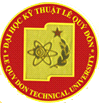 ĐẠI HỌC KỸ THUẬT LÊ QUÝ ĐÔN
LE QUY DON TECHNICAL UNIVERSITY